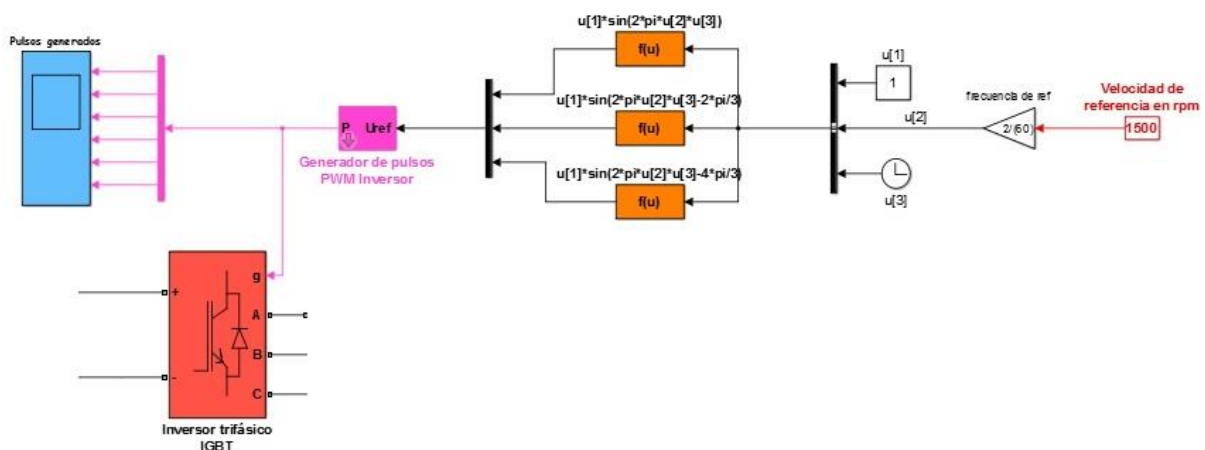 u[1]*sin(2*pi*u[2]*u[3])
Pulsos generados
f(u)
u[1]
1
frecuencia de ref
Velocidad de
referencia en rpm
u[1]*sin(2*pi*u[2]*u[3]-2*pi/3)
u[2]
P Uref
f(u)
2/(60)
1500
Generador de pulsos
PWM Inversor
u[1]*sin(2*pi*u[2]*u[3]-4*pi/3)
f(u)
u[3]
g
+
A
B
-
C
Inversor trifásico
IGBT